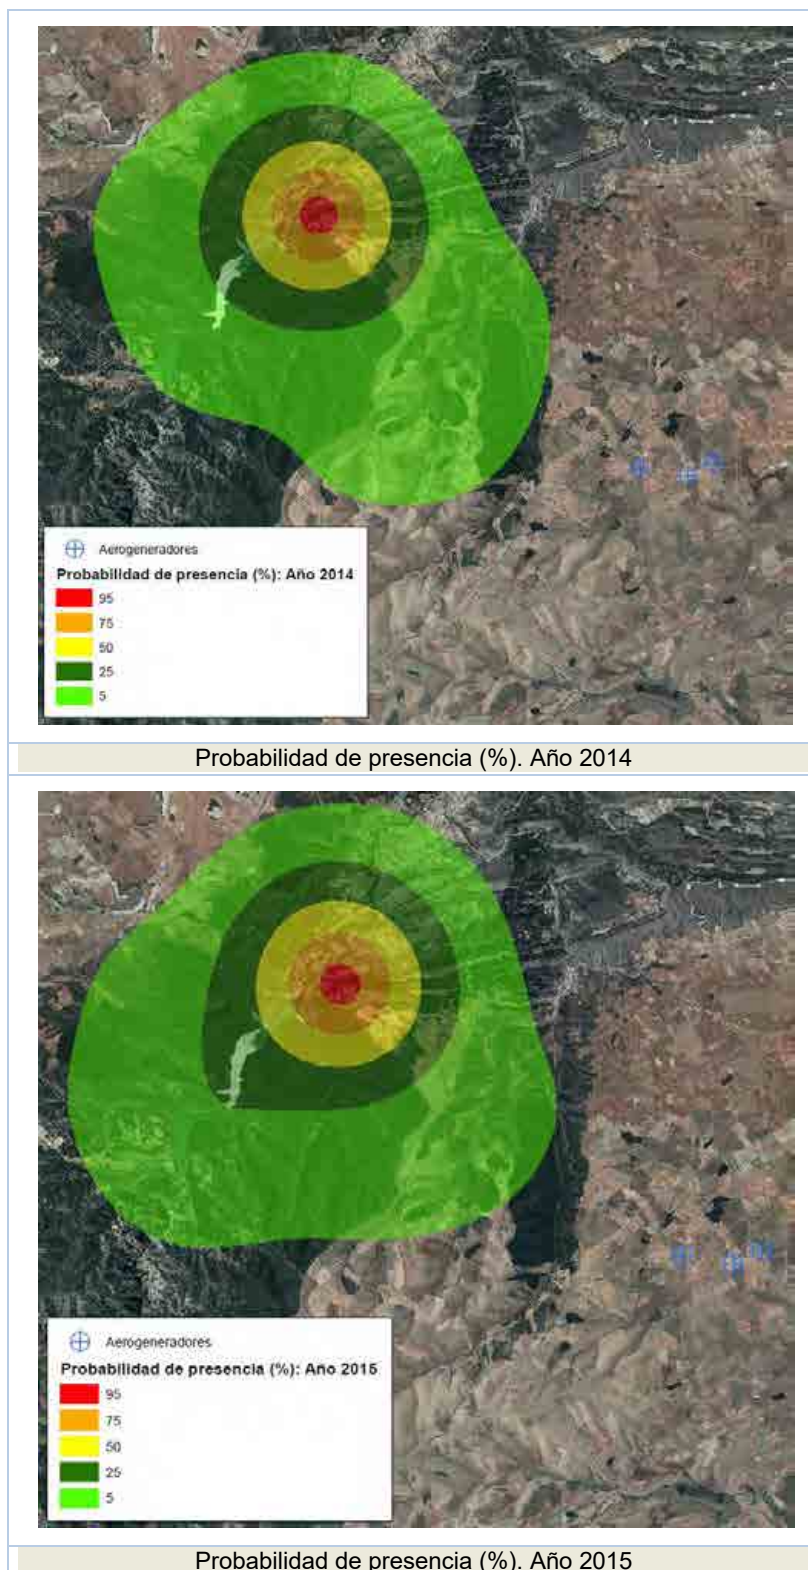 Aerogeneradores
Probabilidad de presencia (%): Año 2014
95
75
50
25
5
Probabilidad de presencia (%). Año 2014
Aerogeneradores
Probabilidad de presencia (%): Año 2015
95
75
50
25
5
Probabilidad de presencia (%). Año 2015